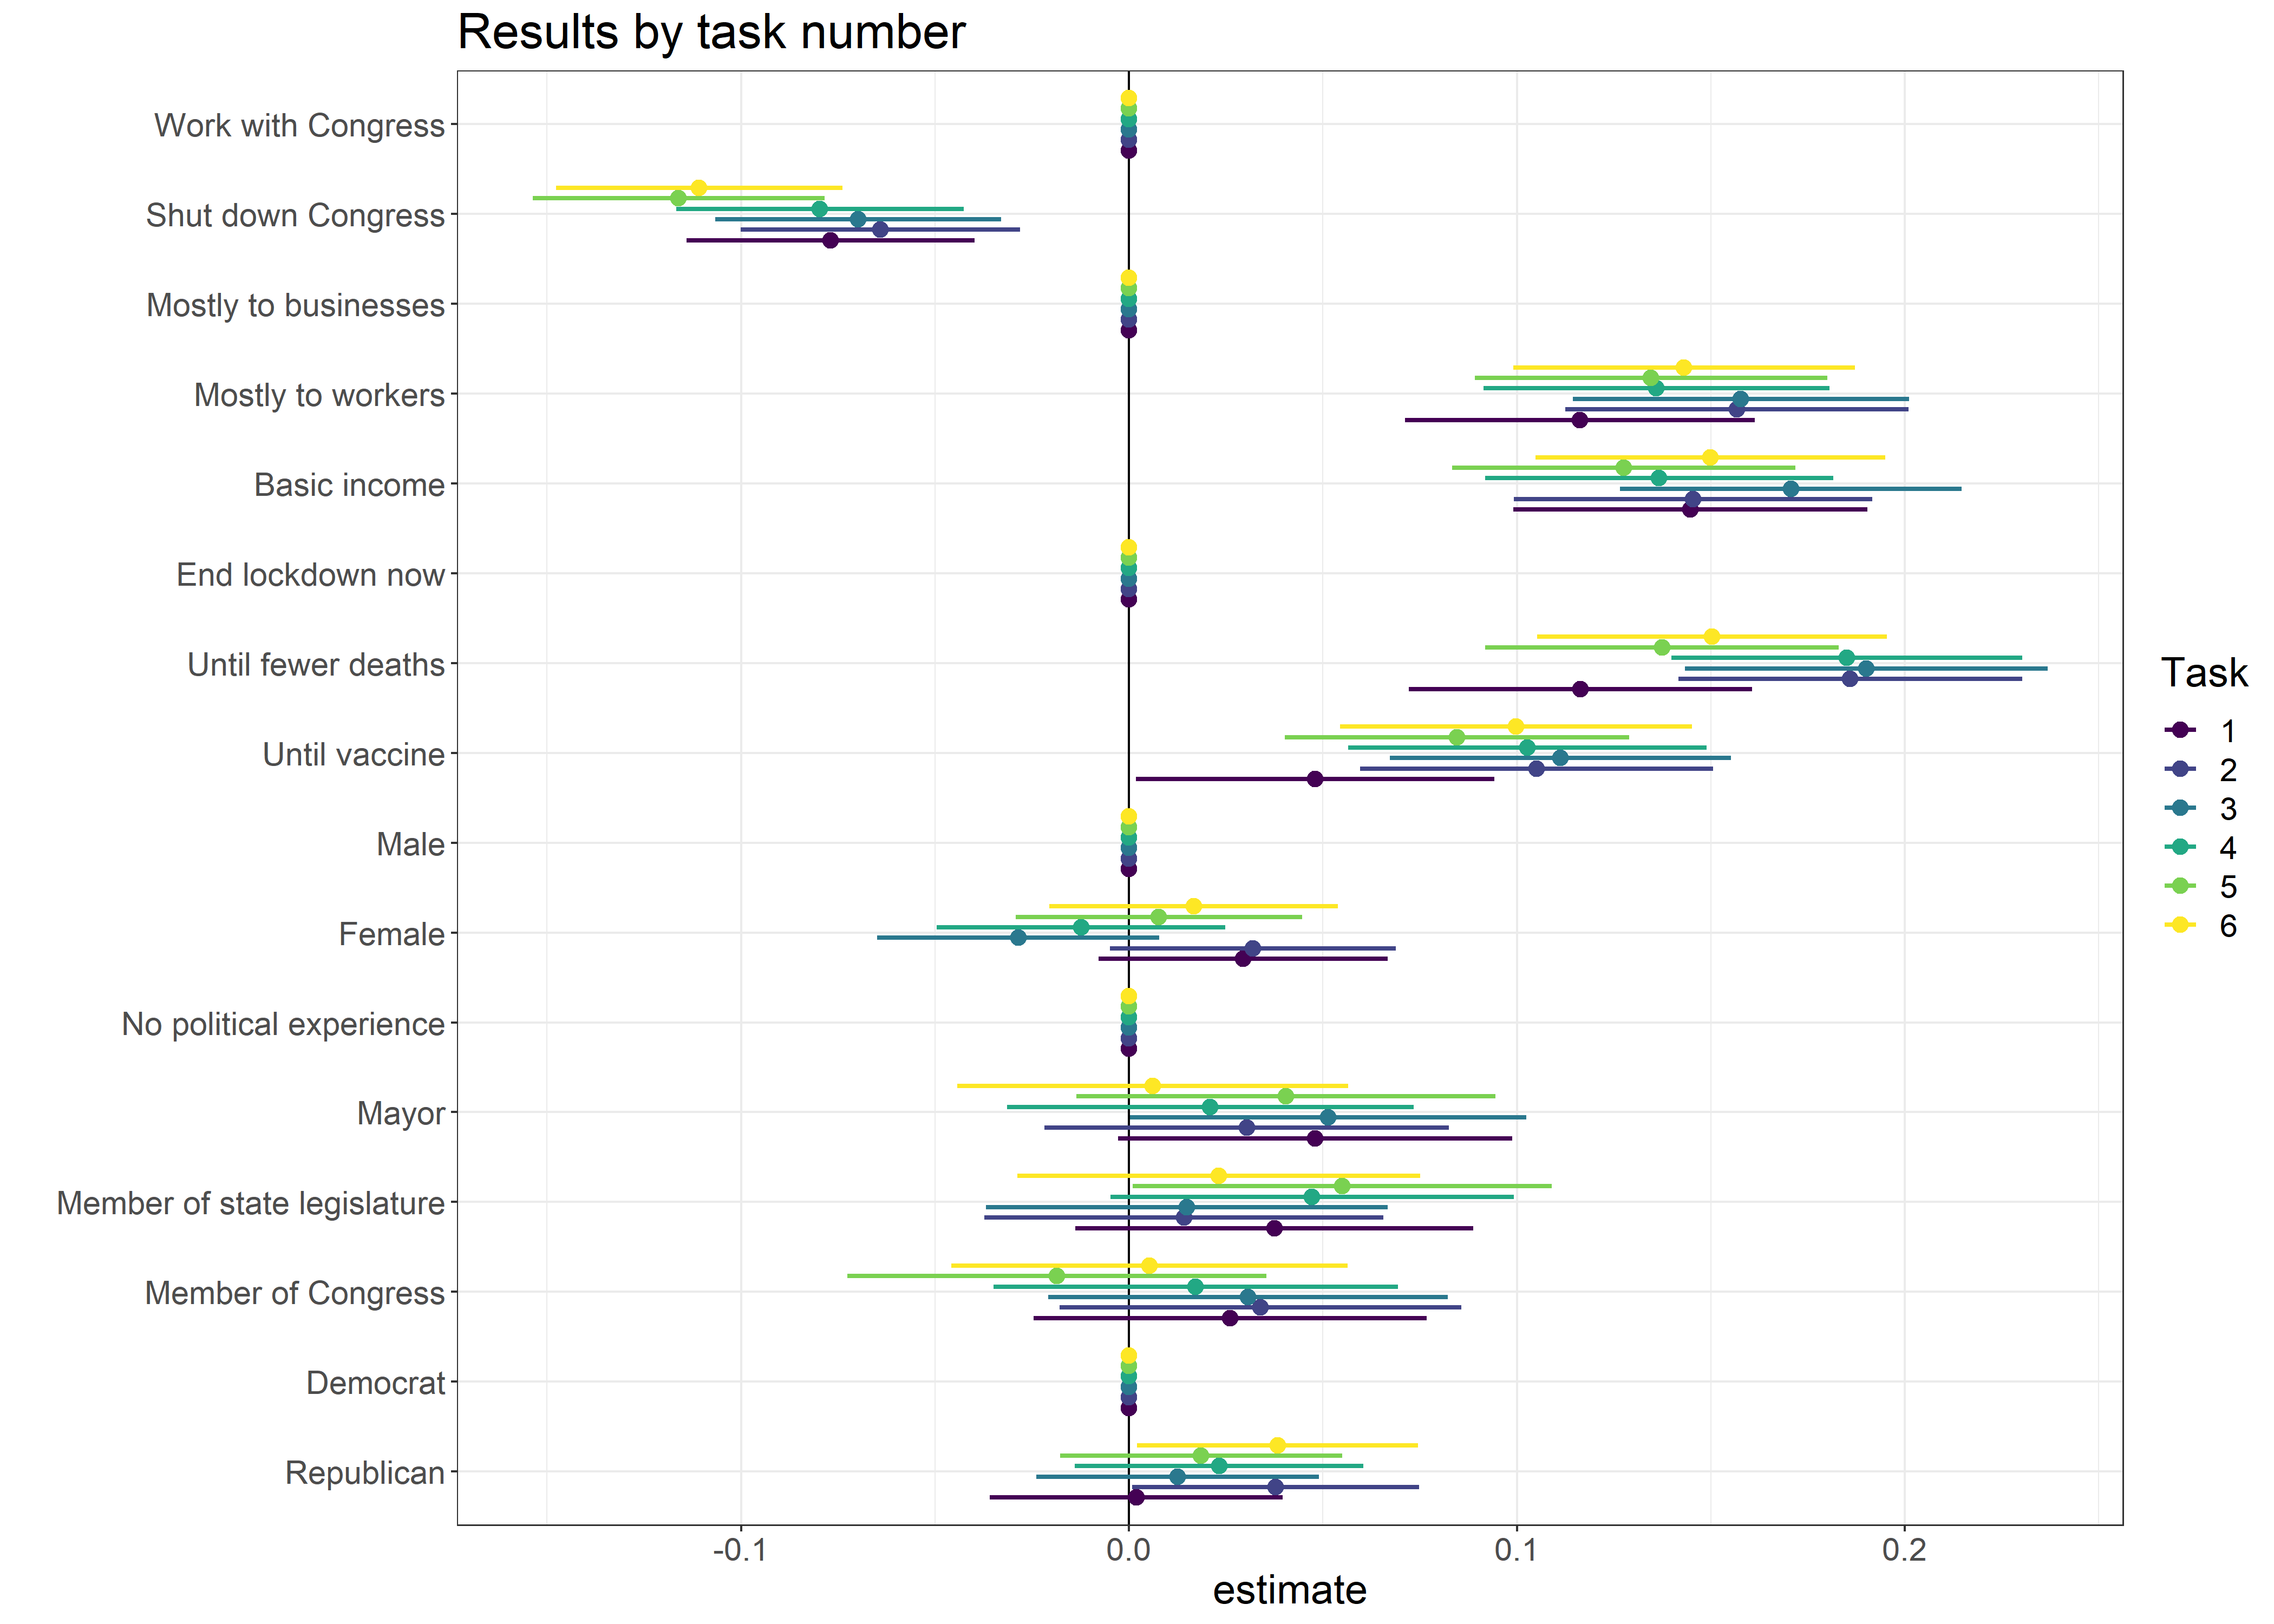 Results by task number
Work with Congress
Shut down Congress
Mostly to businesses
Mostly to workers
Basic income
End lockdown now
Until fewer deaths
Until vaccine
Male
Female
No political experience
Mayor
Member of state legislature
Member of Congress
Democrat
Republican
-0.1 0.0 0.1 0.2
estimate
Task
1
2
3
4
5
6